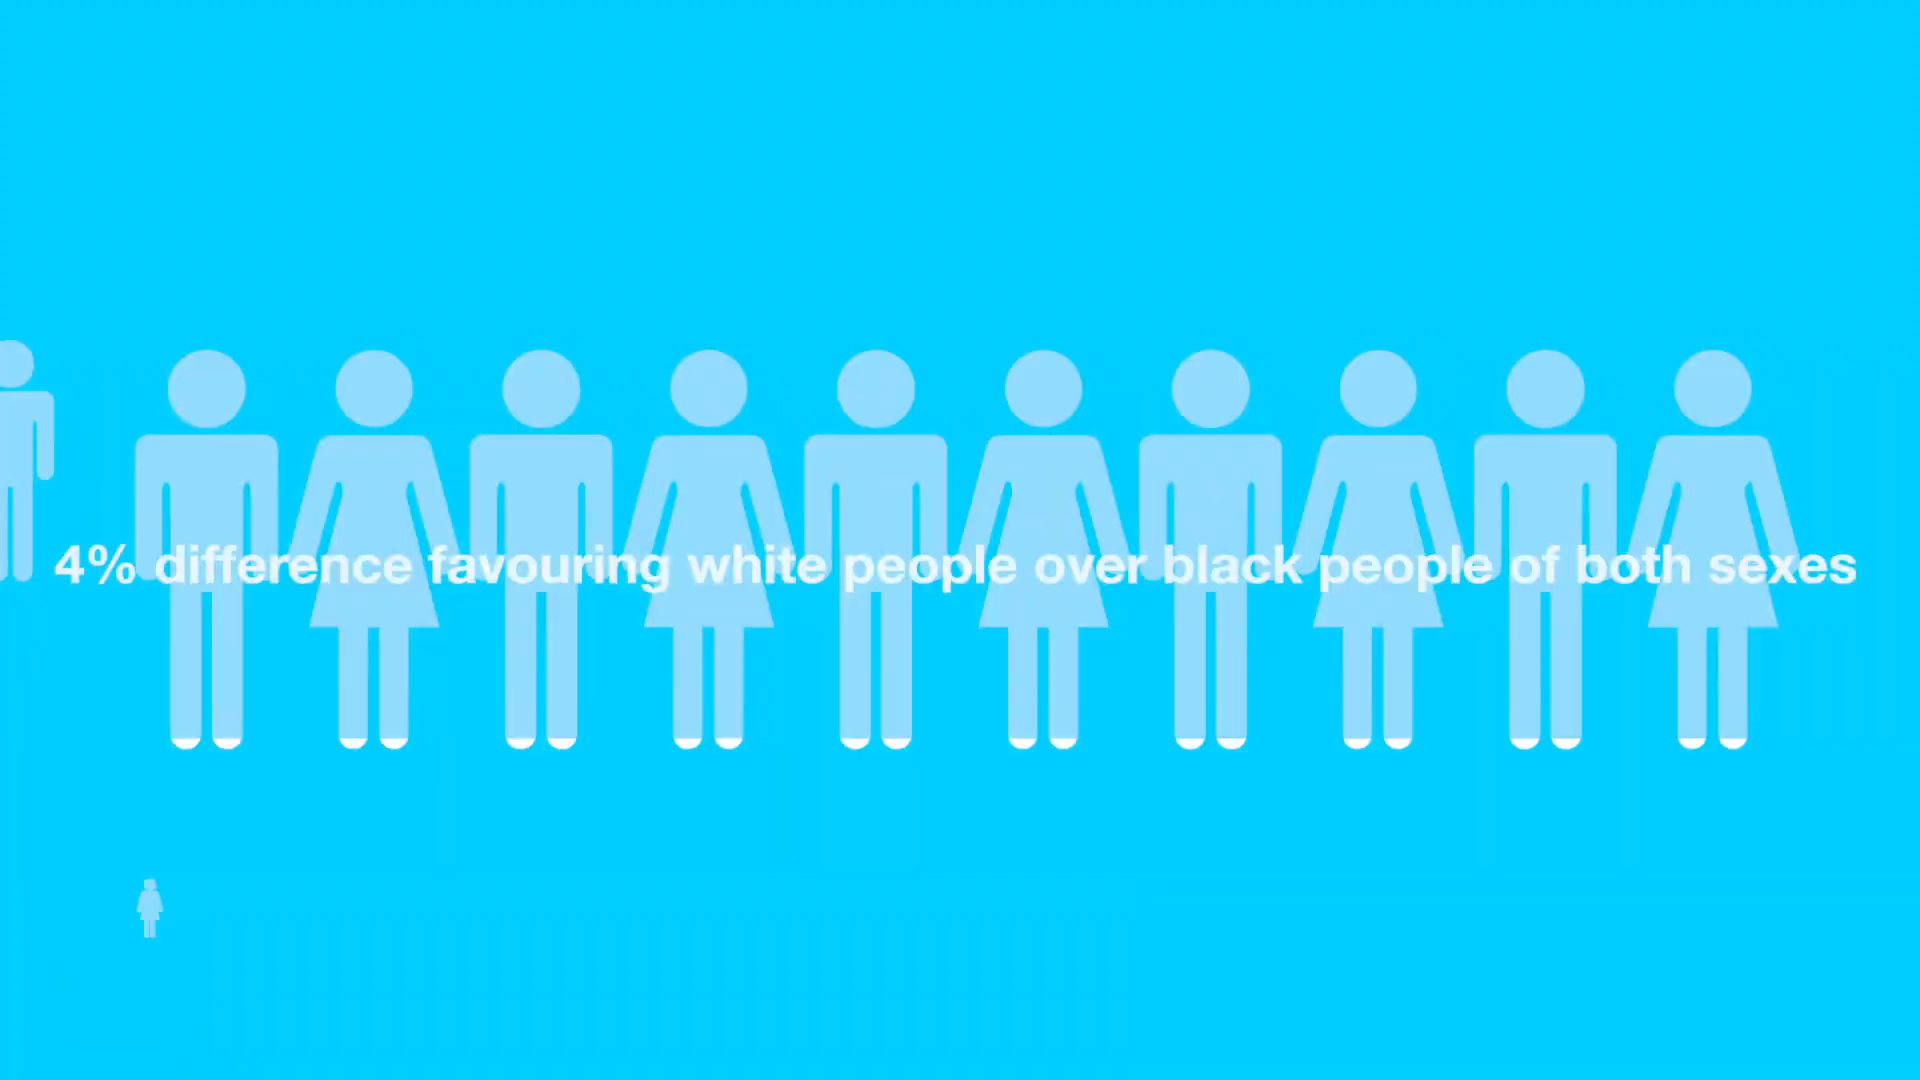 4% difference favouring white people over black people of both sexes